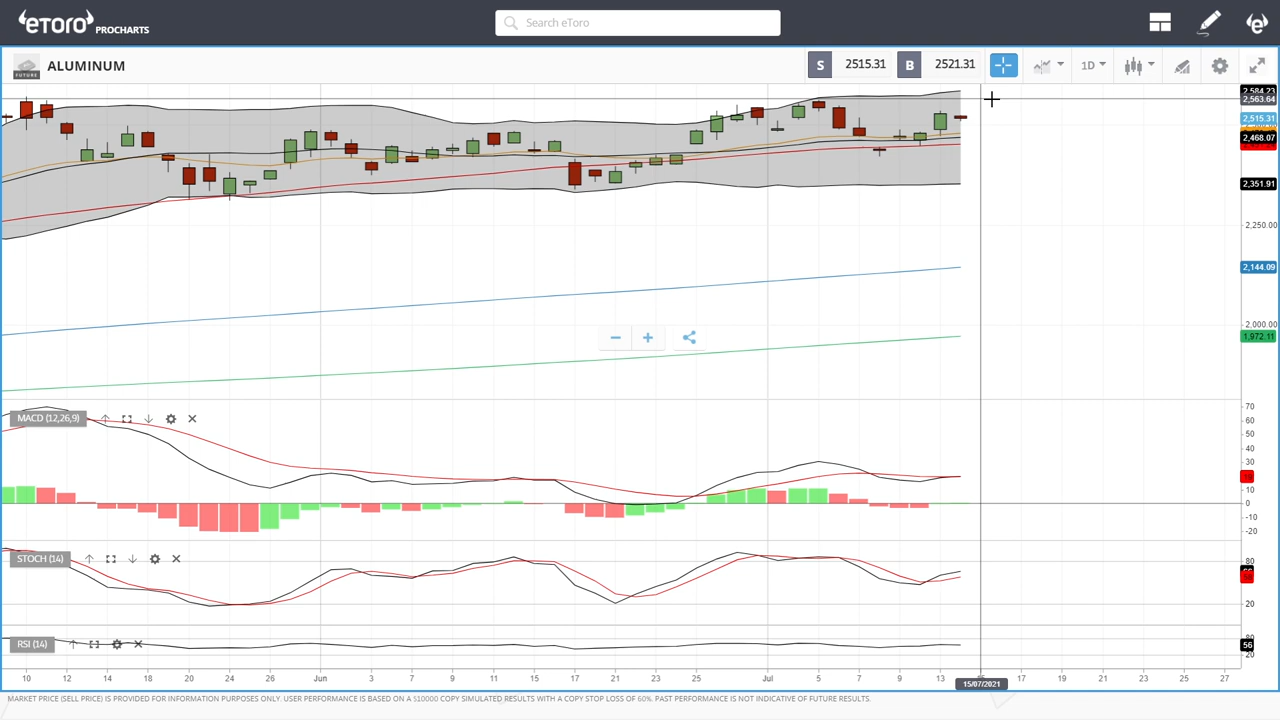 eToro PROCHARTS
Search eToro
FUTURE
ALUMINUM
S 2515.31 B 2521.31
1D
2,584.23
2,563.64
2,515.31
2,468.07
2,351.91
2,250.00
2,144.09
2,000.00
1,972.11
MACD (12,26,9)
70
60
50
40
30
10
0
-10
-20
STOCH (14)
80
20
RSI (14)
80
56
20
10 12 14 16 18 20 24 26 Jun 3 7 9 11 15 17 21 23 25 Jul 5 7 9 13 17 19 21 23 25 27
15/07/2021
MARKET PRICE (SELL PRICE) IS PROVIDED FOR INFORMATION PURPOSES ONLY. USER PERFORMANCE IS BASED ON A $10000 COPY SIMULATED RESULTS WITH A COPY STOP LOSS OF 60%. PAST PERFORMANCE IS NOT INDICATIVE OF FUTURE RESULTS.